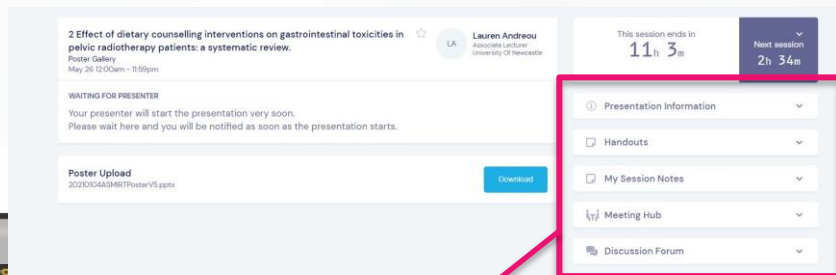 2 Effect of dietary counselling interventions on gastrointestinal toxicities in
pelvic radiotherapy patients: a systematic review.
Poster Gallery
May 26 12:00am - 11:59pm
LA
Lauren Andreou
Associate Lecturer
University Of Newcastle
WAITING FOR PRESENTER
Your presenter will start the presentation very soon.
Please wait here and you will be notified as soon as the presentation starts.
Poster Upload
20210104ASMIRTPosterV5.pptx
Download
This session ends in
11h 3m
Next session
2h 34m
Presentation Information
Handouts
My Session Notes
Meeting Hub
Discussion Forum